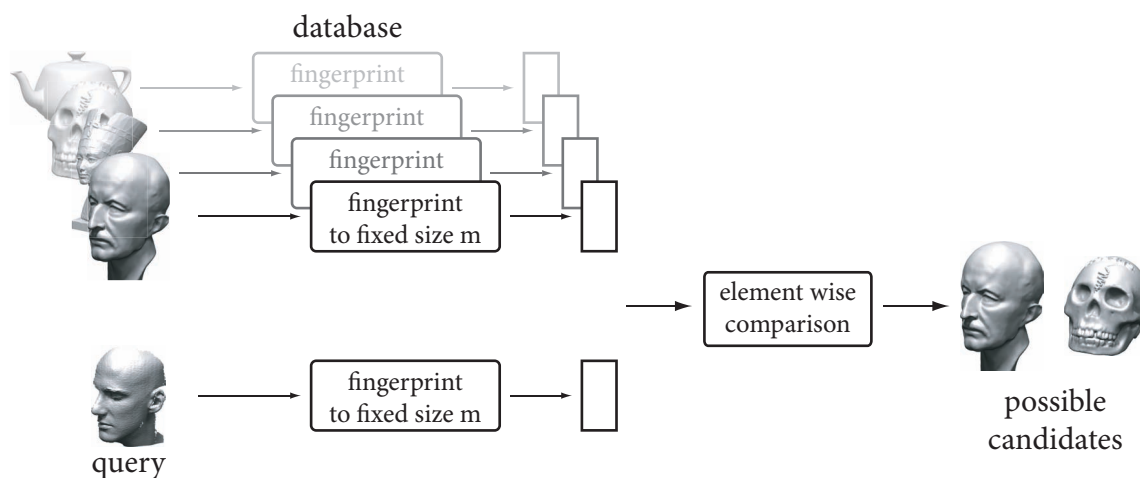 database
fingerprint
fingerprint
fingerprint
fingerprint
to fixed size m
element wise
comparison
fingerprint
to fixed size m
query
possible
candidates